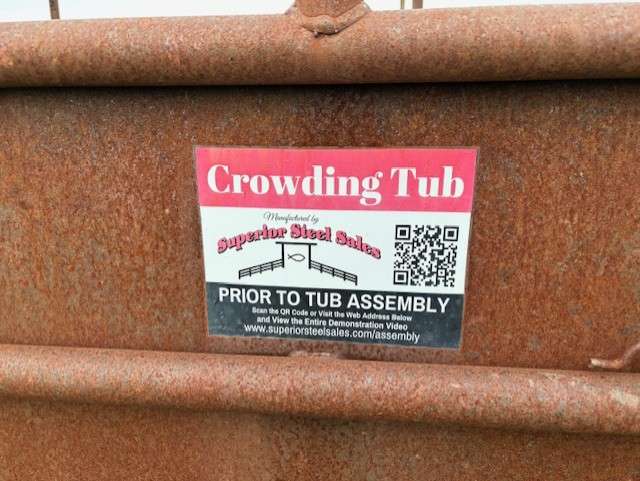 Crowding Tub
Manufactured by
Superior Steel Sales
PRIOR TO TUB ASSEMBLY
Scan the QR Code or Visit the Web Address Below
and View the Entire Demonstration Video
www.superiorsteelsales.com/assembly